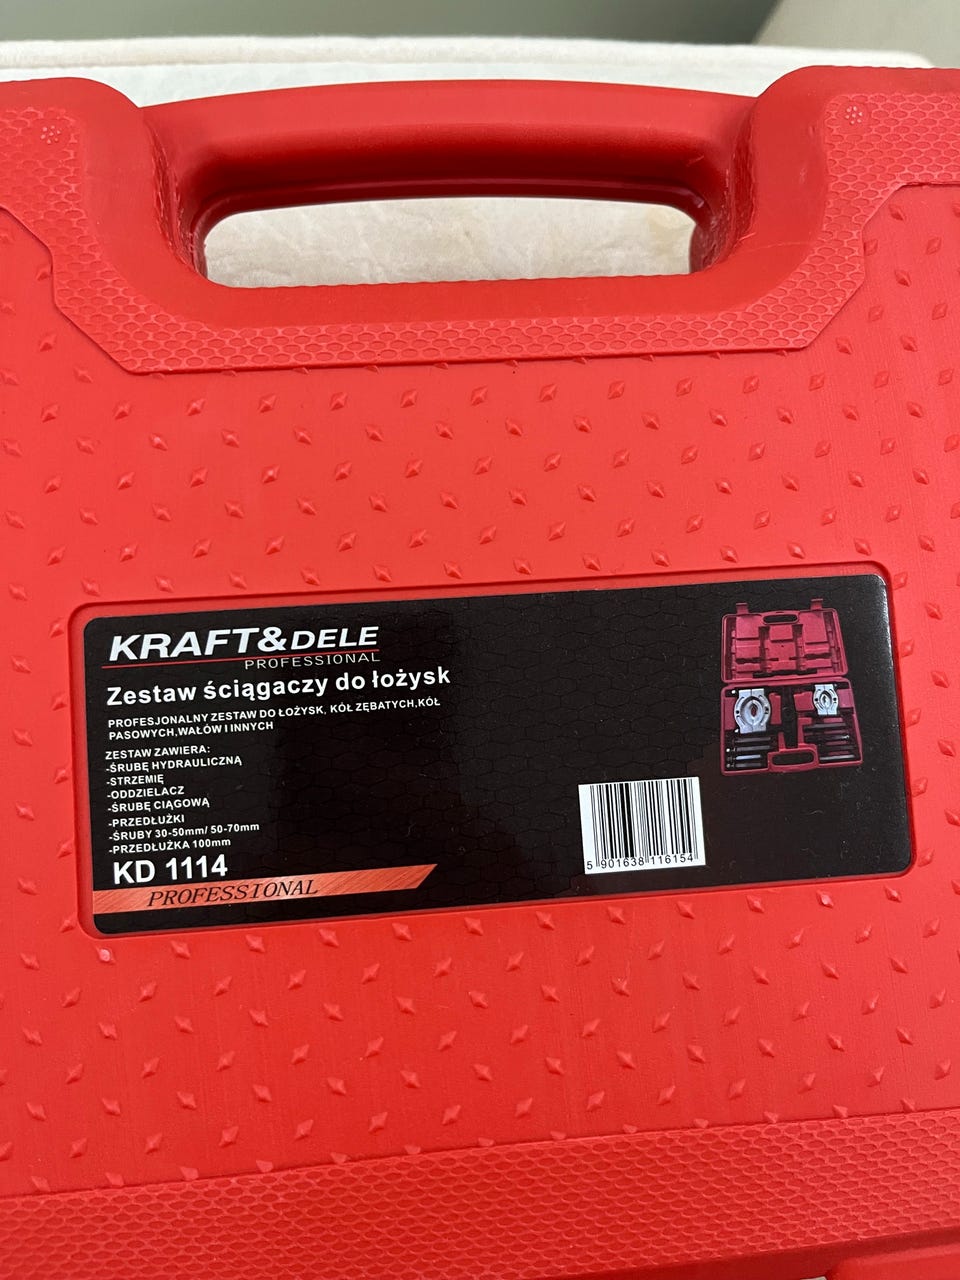 KRAFT&DELE
PROFESSIONAL
Zestaw ściągaczy do łożysk
PROFESJONALNY ZESTAW DO ŁOŻYSK, KÓŁ ZĘBATYCH,KÓŁ
PASOWYCH,WAŁÓW I INNYCH
ZESTAW ZAWIERA:
-ŚRUBĘ HYDRAULICZNĄ
-STRZEMIĘ
-ODDZIELACZ
-ŚRUBĘ CIĄGOWĄ
-PRZEDŁUŻKI
-ŚRUBY 30-50mm/ 50-70mm
-PRZEDŁUŻKA 100mm
KD 1114
PROFESSIONAL
5 901638 116154